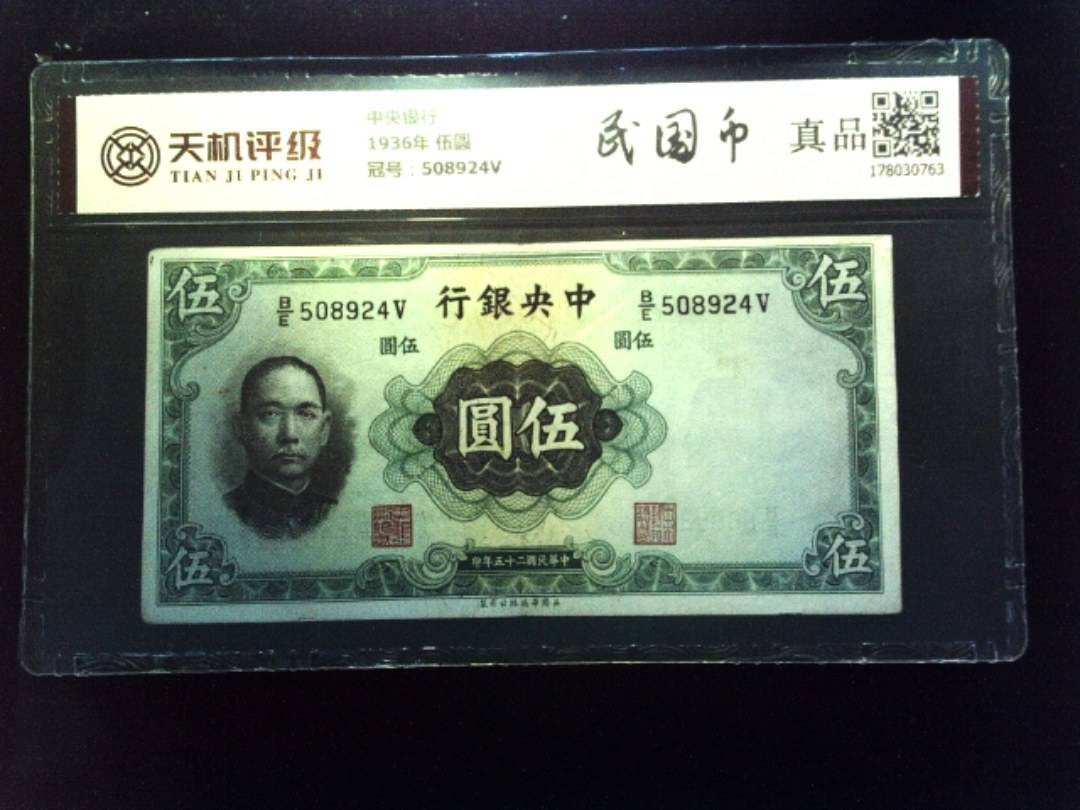 天机评级
TIAN JI PING JI
中央银行
1936年 伍圆
冠号：508924V
民国币
真品
178030763
伍
伍
B/E 508924V
行銀央中
B/E 508924V
圓伍
圓伍
圓伍
伍
伍
印年五十二國民華中